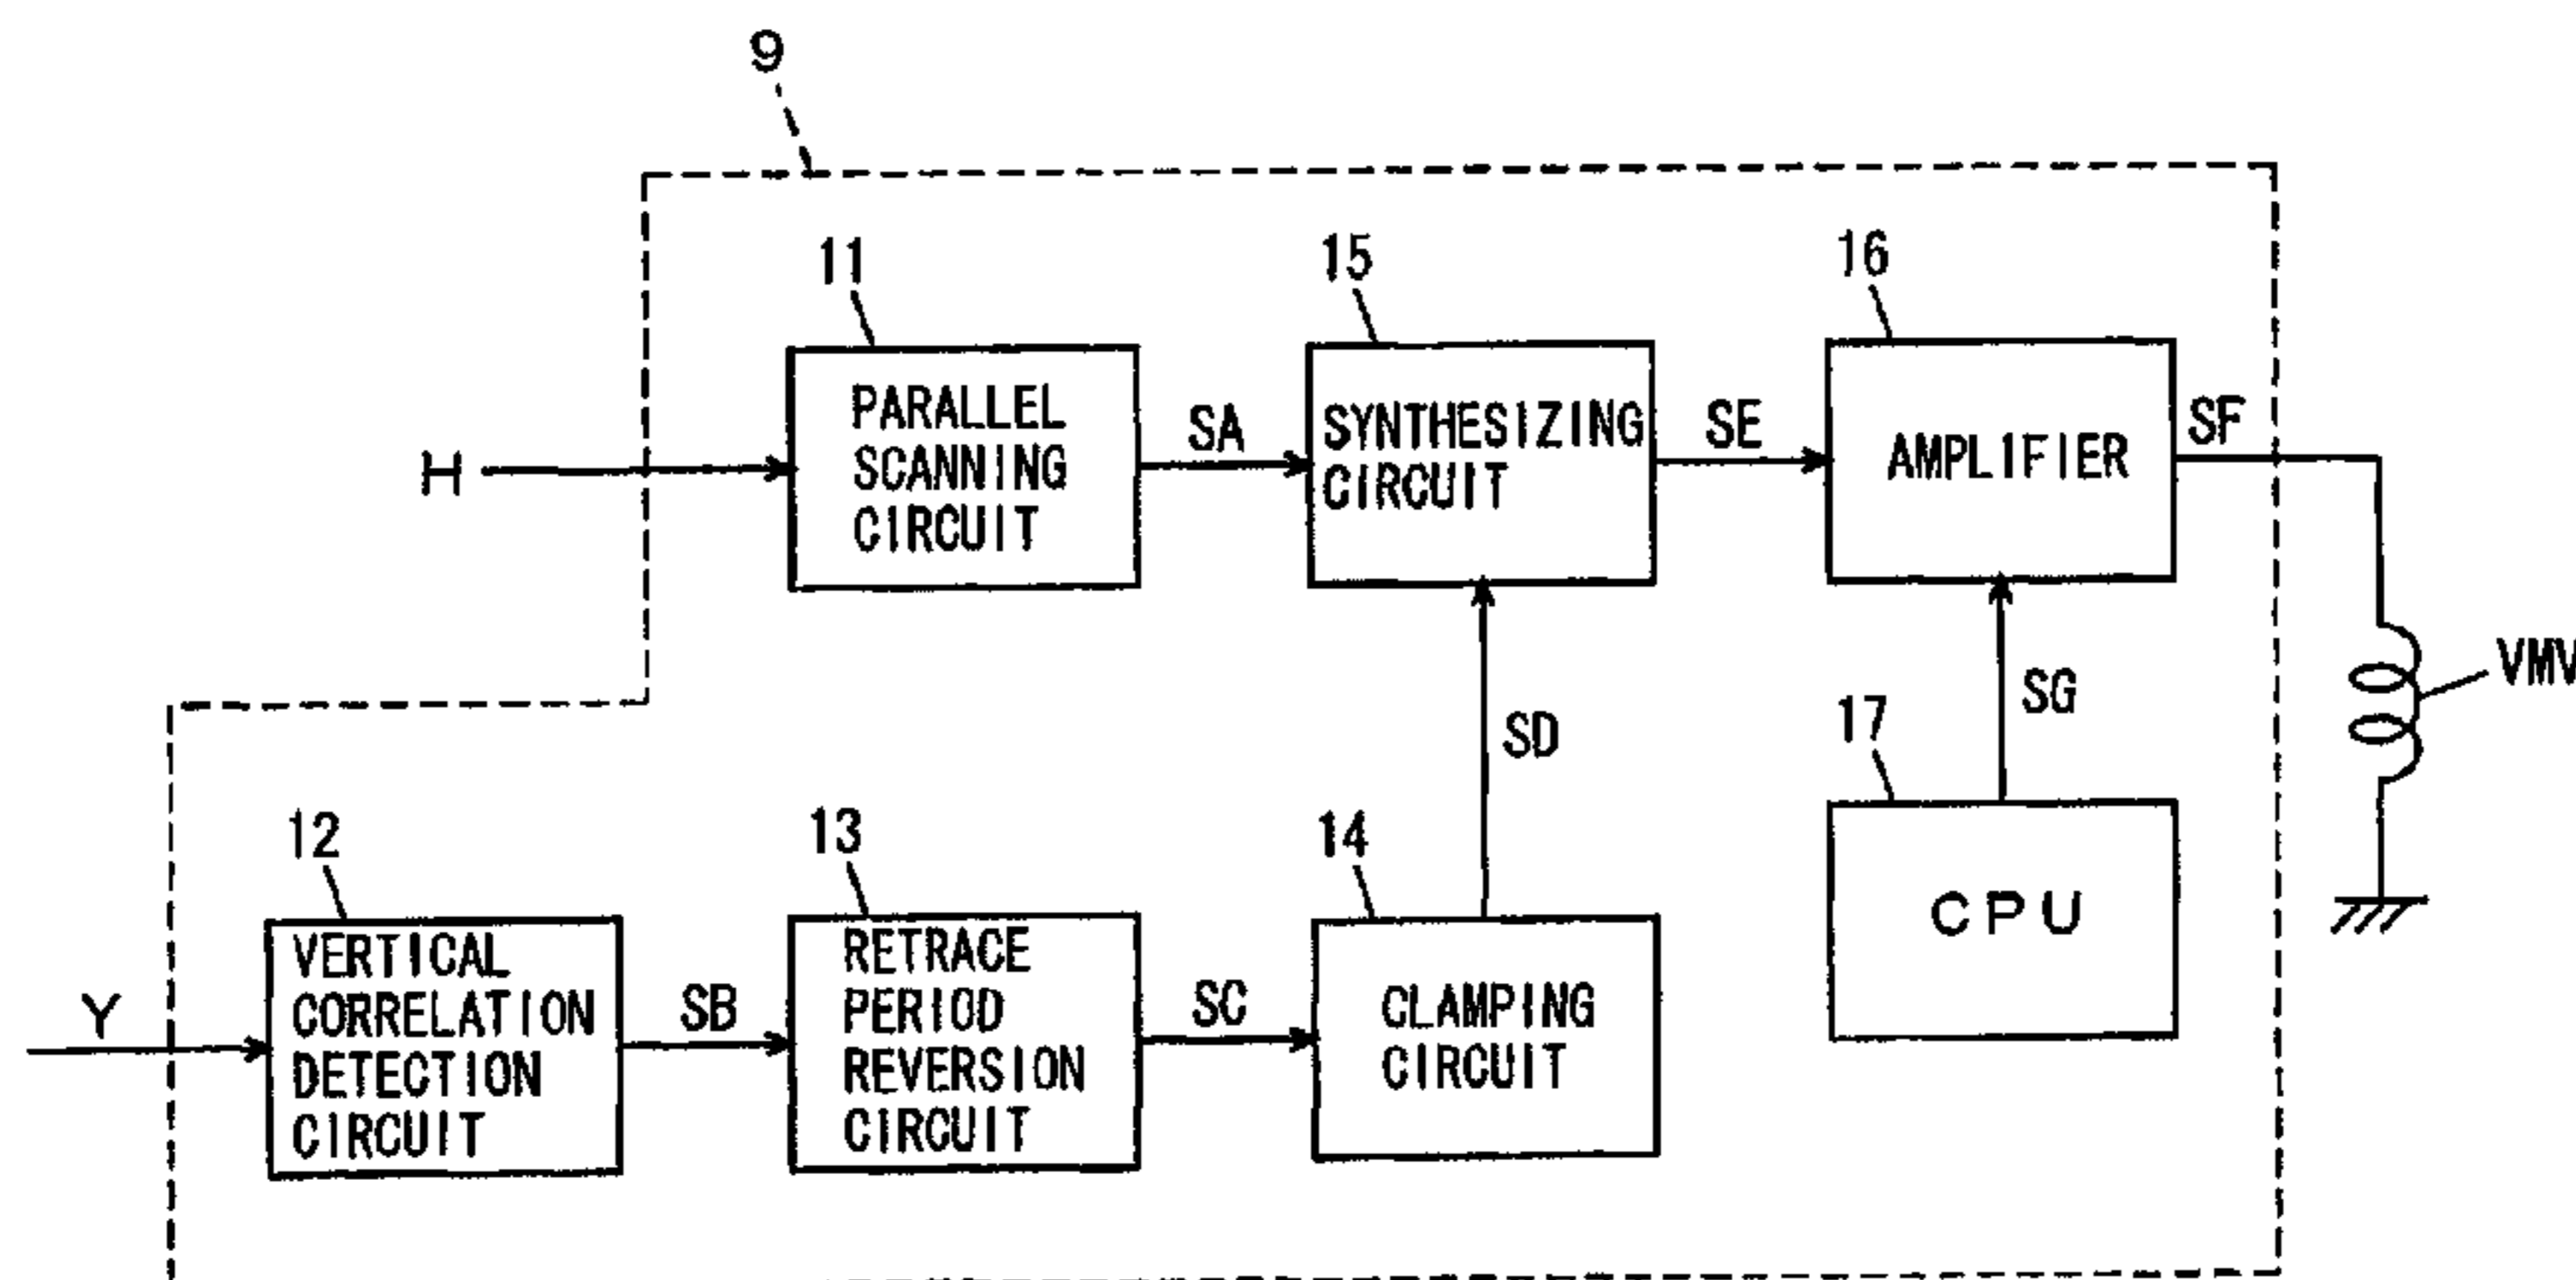 9
11
15
16
PARALLEL
SCANNING
CIRCUIT
SYNTHESIZING
CIRCUIT
AMPLIFIER
H
SA
SE
SF
SD
SG
VMV
12
13
14
17
Y
VERTICAL
CORRELATION
DETECTION
CIRCUIT
SB
RETRACE
PERIOD
REVERSION
CIRCUIT
SC
CLAMPING
CIRCUIT
CPU